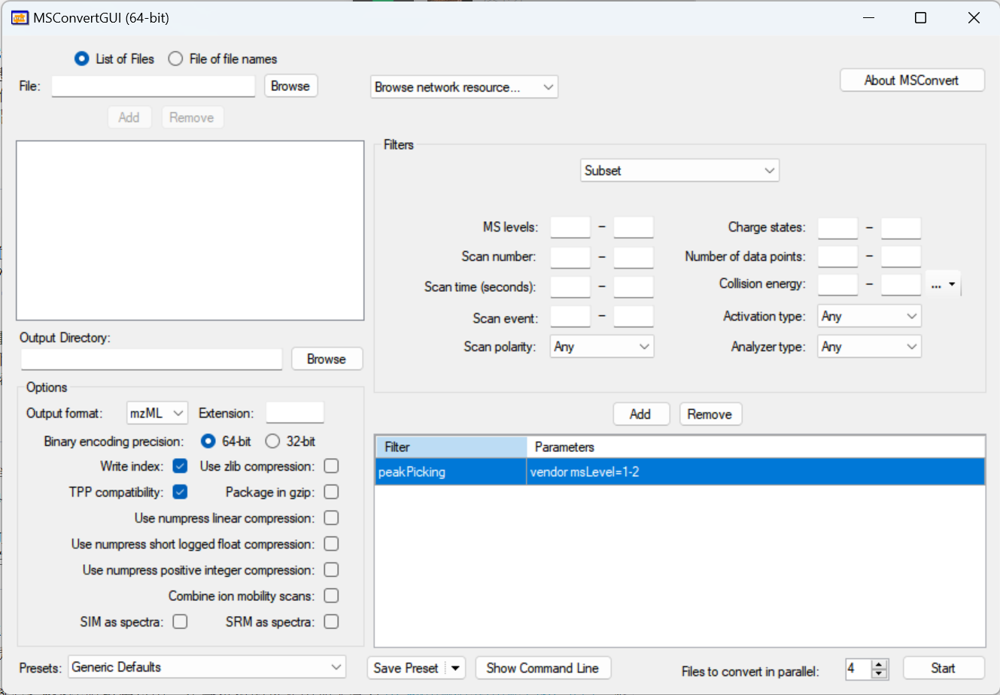 MSConvertGUI (64-bit)
List of Files File of file names
File: Browse Browse network resource... About MSConvert
Add Remove
Filters
Subset
MS levels: – Charge states: –
Scan number: – Number of data points: –
Scan time (seconds): – Collision energy: – ...
Scan event: – Activation type: Any
Scan polarity: Any Analyzer type: Any
Output Directory:
Browse
Options
Output format: mzML Extension:
Binary encoding precision: 64-bit 32-bit
Write index: Use zlib compression:
TPP compatibility: Package in gzip:
Use numpress linear compression:
Use numpress short logged float compression:
Use numpress positive integer compression:
Combine ion mobility scans:
SIM as spectra: SRM as spectra:
Add Remove
Filter Parameters
peakPicking vendor msLevel=1-2
Presets: Generic Defaults Save Preset Show Command Line Files to convert in parallel: 4 Start